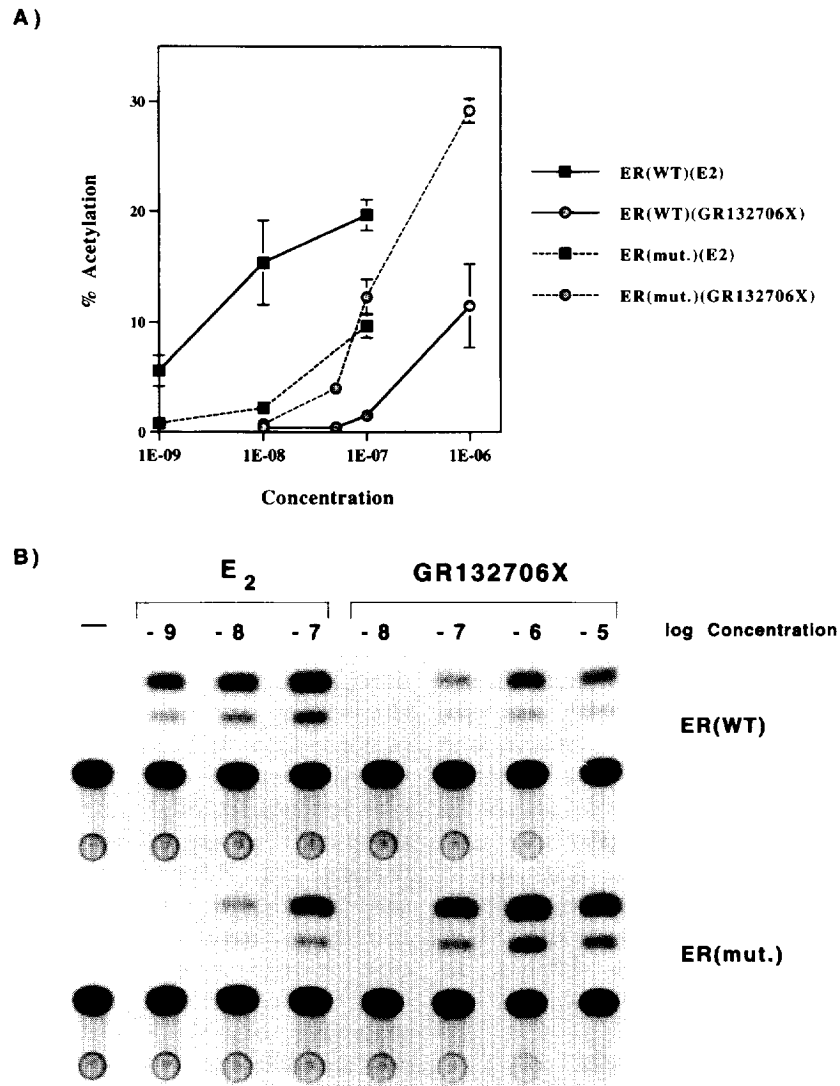 A)
30
20
10
0
% Acetylation
1E-09 1E-08 1E-07 1E-06
Concentration
ER(WT)(E2)
ER(WT)(GR132706X)
ER(mut.)(E2)
ER(mut.)(GR132706X)
B)
E2 GR132706X
— -9 -8 -7 -8 -7 -6 -5 log Concentration
ER(WT)
ER(mut.)